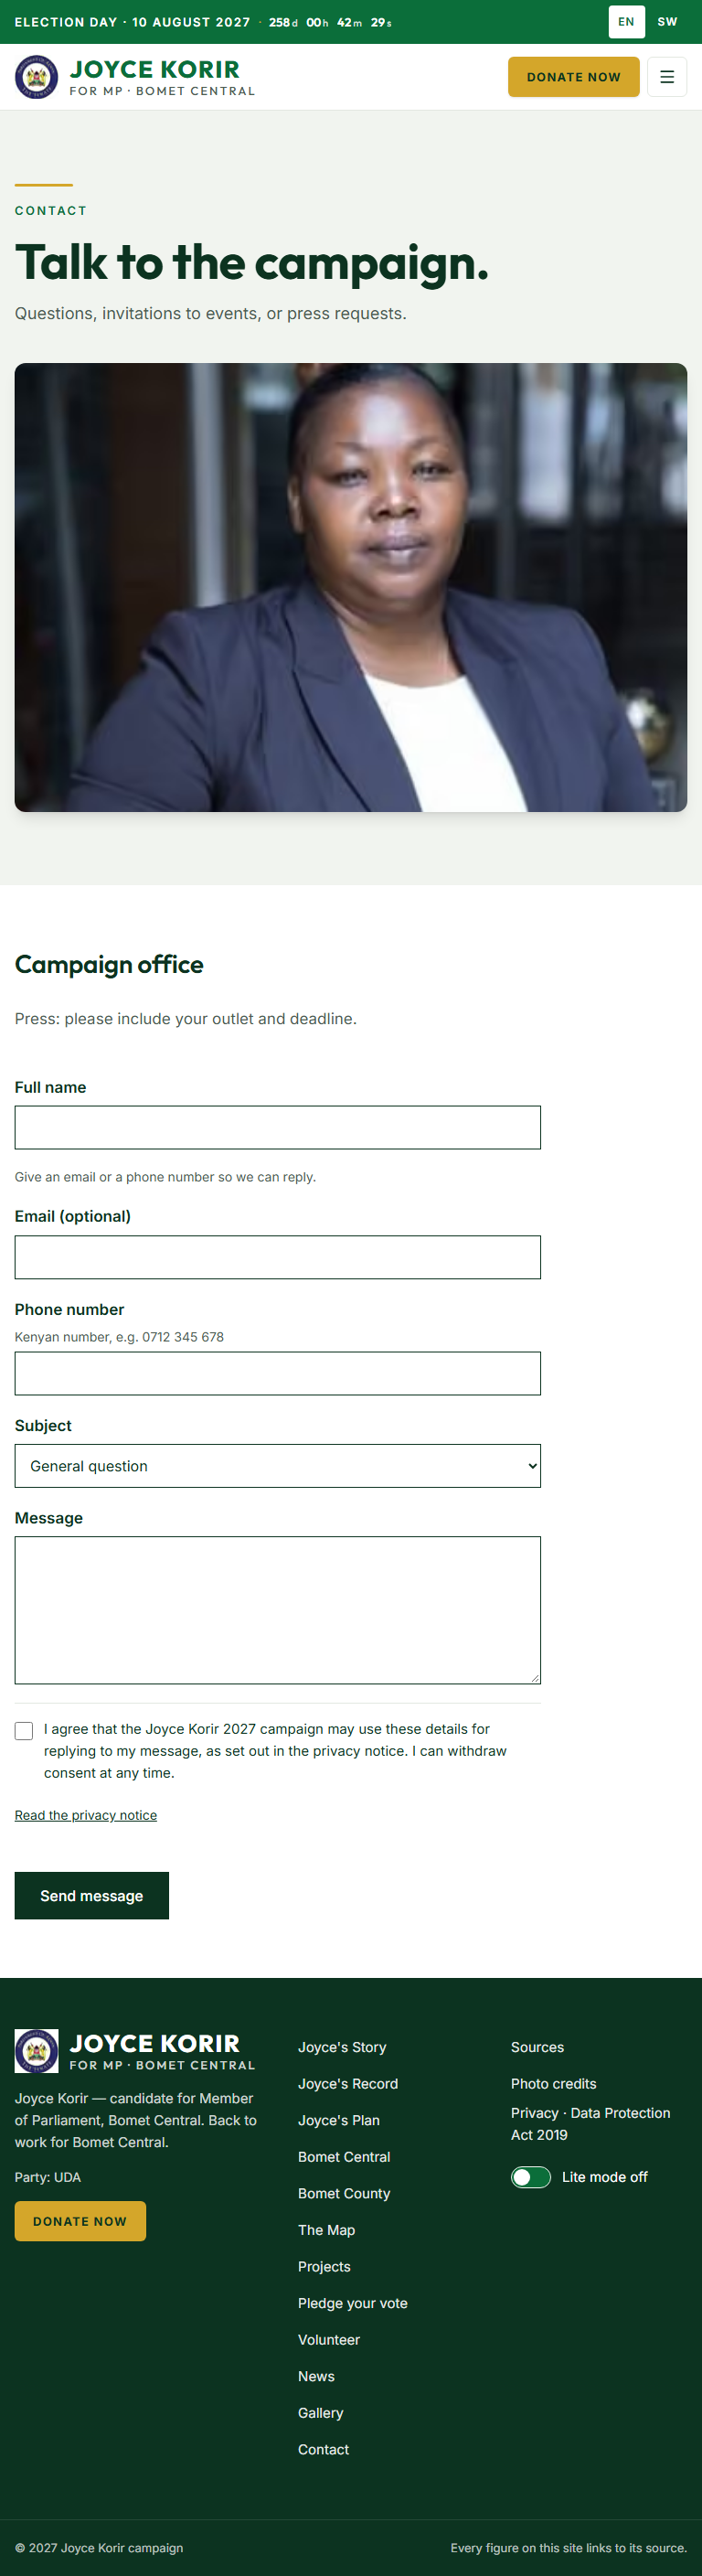 ELECTION DAY · 10 AUGUST 2027 · 258d 00h 42m 29s
EN SW
JOYCE KORIR
FOR MP · BOMET CENTRAL
DONATE NOW
CONTACT
Talk to the campaign.
Questions, invitations to events, or press requests.
Campaign office
Press: please include your outlet and deadline.
Full name
Give an email or a phone number so we can reply.
Email (optional)
Phone number
Kenyan number, e.g. 0712 345 678
Subject
General question
Message
I agree that the Joyce Korir 2027 campaign may use these details for
replying to my message, as set out in the privacy notice. I can withdraw
consent at any time.
Read the privacy notice
Send message
JOYCE KORIR
FOR MP · BOMET CENTRAL
Joyce Korir — candidate for Member
of Parliament, Bomet Central. Back to
work for Bomet Central.
Party: UDA
DONATE NOW
Joyce's Story
Joyce's Record
Joyce's Plan
Bomet Central
Bomet County
The Map
Projects
Pledge your vote
Volunteer
News
Gallery
Contact
Sources
Photo credits
Privacy · Data Protection
Act 2019
Lite mode off
© 2027 Joyce Korir campaign
Every figure on this site links to its source.